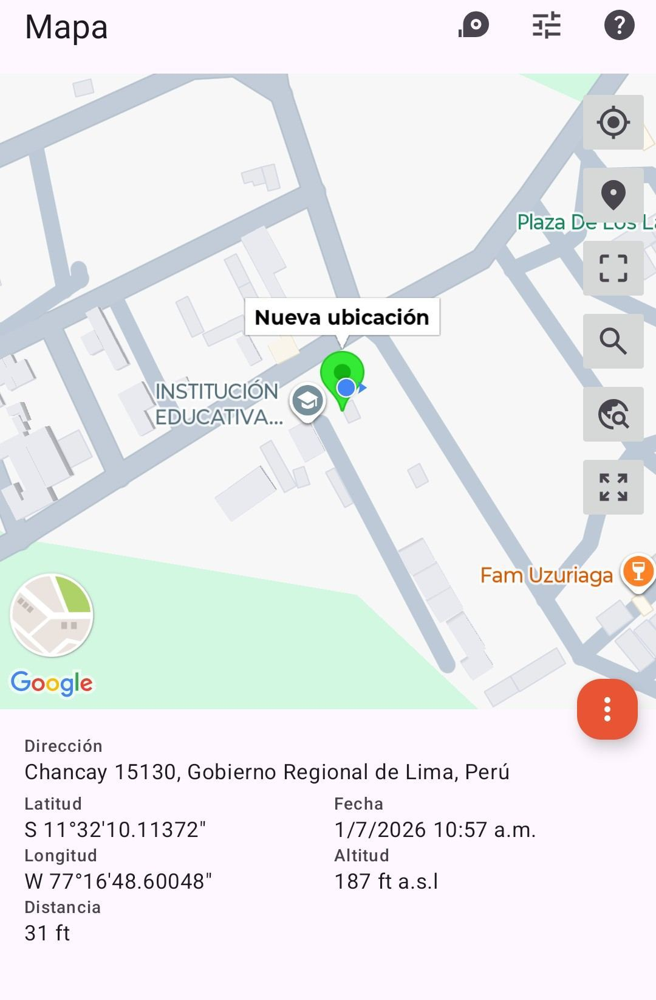 Mapa
Plaza De Los La
Nueva ubicación
INSTITUCIÓN
EDUCATIVA...
Fam Uzuriaga
Google
Dirección
Chancay 15130, Gobierno Regional de Lima, Perú
Latitud
S 11°32'10.11372"
Fecha
1/7/2026 10:57 a.m.
Longitud
W 77°16'48.60048"
Altitud
187 ft a.s.l
Distancia
31 ft